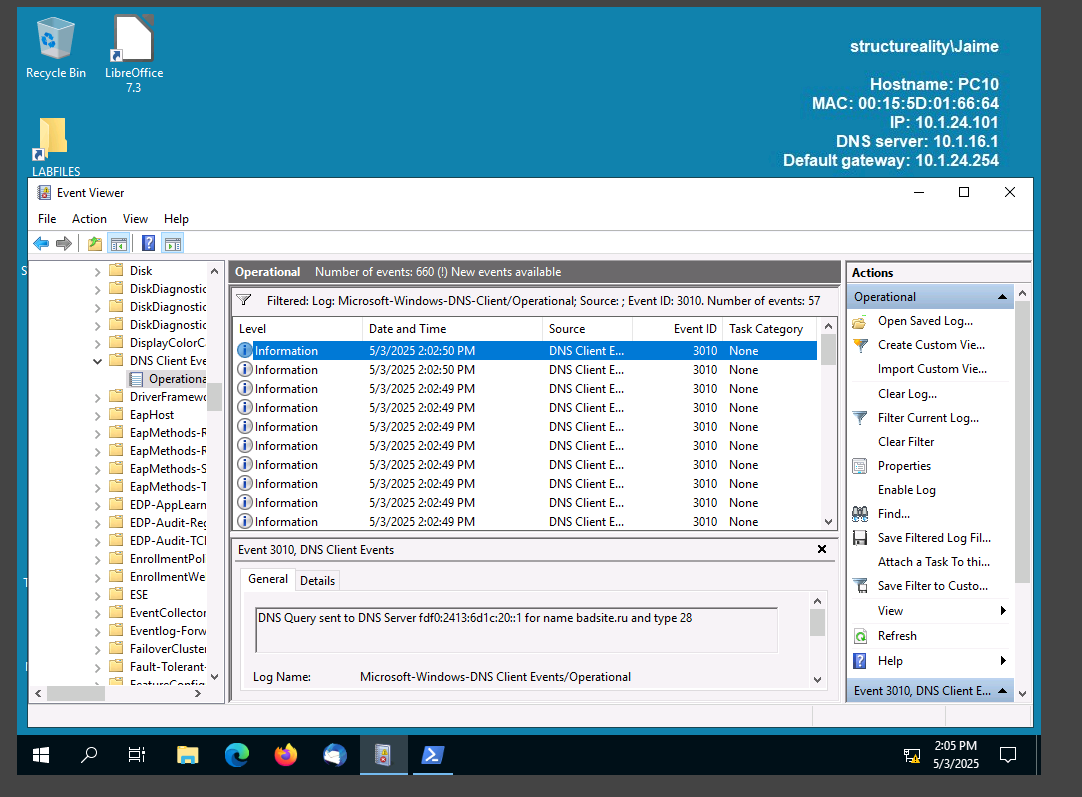 structureality\Jaime
Hostname: PC10
MAC: 00:15:5D:01:66:64
IP: 10.1.24.101
DNS server: 10.1.16.1
Default gateway: 10.1.24.254
Recycle Bin
LibreOffice
7.3
LABFILES
Event Viewer
File Action View Help
Disk
DiskDiagnostic
DiskDiagnostic
DiskDiagnostic
DisplayColorC
DNS Client Eve
Operationa
DriverFramewo
EapHost
EapMethods-R
EapMethods-R
EapMethods-S
EapMethods-T
EDP-AppLearn
EDP-Audit-Reg
EDP-Audit-TCI
EnrollmentPol
EnrollmentWe
ESE
EventCollector
Eventlog-Forw
FailoverCluster
Fault-Tolerant-
FeatureConfig
Operational Number of events: 660 (!) New events available
Filtered: Log: Microsoft-Windows-DNS-Client/Operational; Source: ; Event ID: 3010. Number of events: 57
Level Date and Time Source Event ID Task Category
Information 5/3/2025 2:02:50 PM DNS Client E... 3010 None
Information 5/3/2025 2:02:50 PM DNS Client E... 3010 None
Information 5/3/2025 2:02:49 PM DNS Client E... 3010 None
Information 5/3/2025 2:02:49 PM DNS Client E... 3010 None
Information 5/3/2025 2:02:49 PM DNS Client E... 3010 None
Information 5/3/2025 2:02:49 PM DNS Client E... 3010 None
Information 5/3/2025 2:02:49 PM DNS Client E... 3010 None
Information 5/3/2025 2:02:49 PM DNS Client E... 3010 None
Information 5/3/2025 2:02:49 PM DNS Client E... 3010 None
Information 5/3/2025 2:02:49 PM DNS Client E... 3010 None
Event 3010, DNS Client Events
General Details
DNS Query sent to DNS Server fdf0:2413:6d1c:20::1 for name badsite.ru and type 28
Log Name: Microsoft-Windows-DNS Client Events/Operational
Actions
Operational
Open Saved Log...
Create Custom Vie...
Import Custom Vie...
Clear Log...
Filter Current Log...
Clear Filter
Properties
Enable Log
Find...
Save Filtered Log Fil...
Attach a Task To thi...
Save Filter to Custo...
View
Refresh
Help
Event 3010, DNS Client E...
2:05 PM
5/3/2025